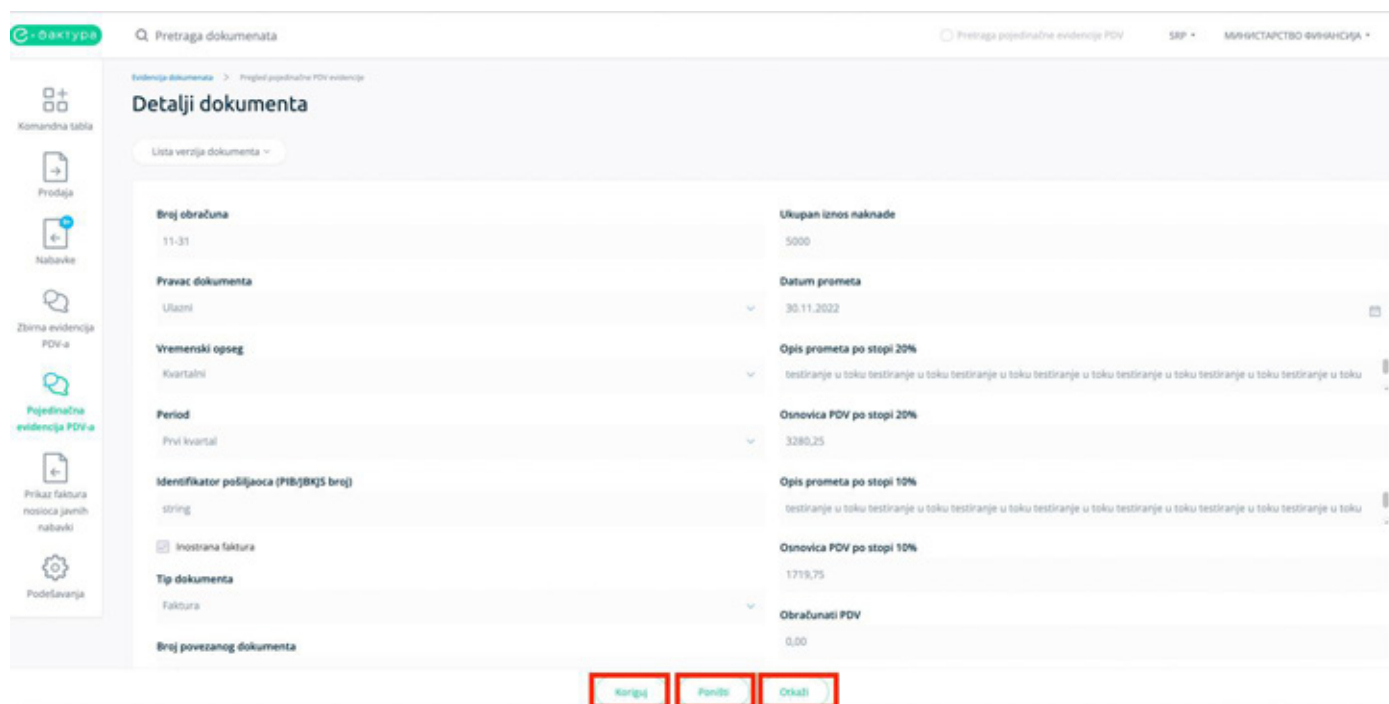 е-фактура
Pretraga dokumenata
Pretraga pojedinačne evidencije PDV
SRP
МИНИСТАРСТВО ФИНАНСИЈА
Evidencija dokumenata > Pregled pojedinačne PDV evidencije
Detalji dokumenta
Lista verzija dokumenta
Komandna tabla
Prodaja
Nabavke
Zbirna evidencija
PDV-a
Pojedinačna
evidencija PDV-a
Prikaz faktura
nosioca javnih
nabavki
Podešavanja
Broj obračuna
11-31
Pravac dokumenta
Ulazni
Vremenski opseg
Kvartalni
Period
Prvi kvartal
Identifikator pošiljaoca (PIB/JBKJS broj)
string
Inostrana faktura
Tip dokumenta
Faktura
Broj povezanog dokumenta
Ukupan iznos naknade
5000
Datum prometa
30.11.2022
Opis prometa po stopi 20%
testiranje u toku testiranje u toku testiranje u toku testiranje u toku testiranje u toku testiranje u toku testiranje u toku
Osnovica PDV po stopi 20%
3280,25
Opis prometa po stopi 10%
testiranje u toku testiranje u toku testiranje u toku testiranje u toku testiranje u toku testiranje u toku testiranje u toku
Osnovica PDV po stopi 10%
1719,75
Obračunati PDV
0,00
Koriguj
Poništi
Otkaži